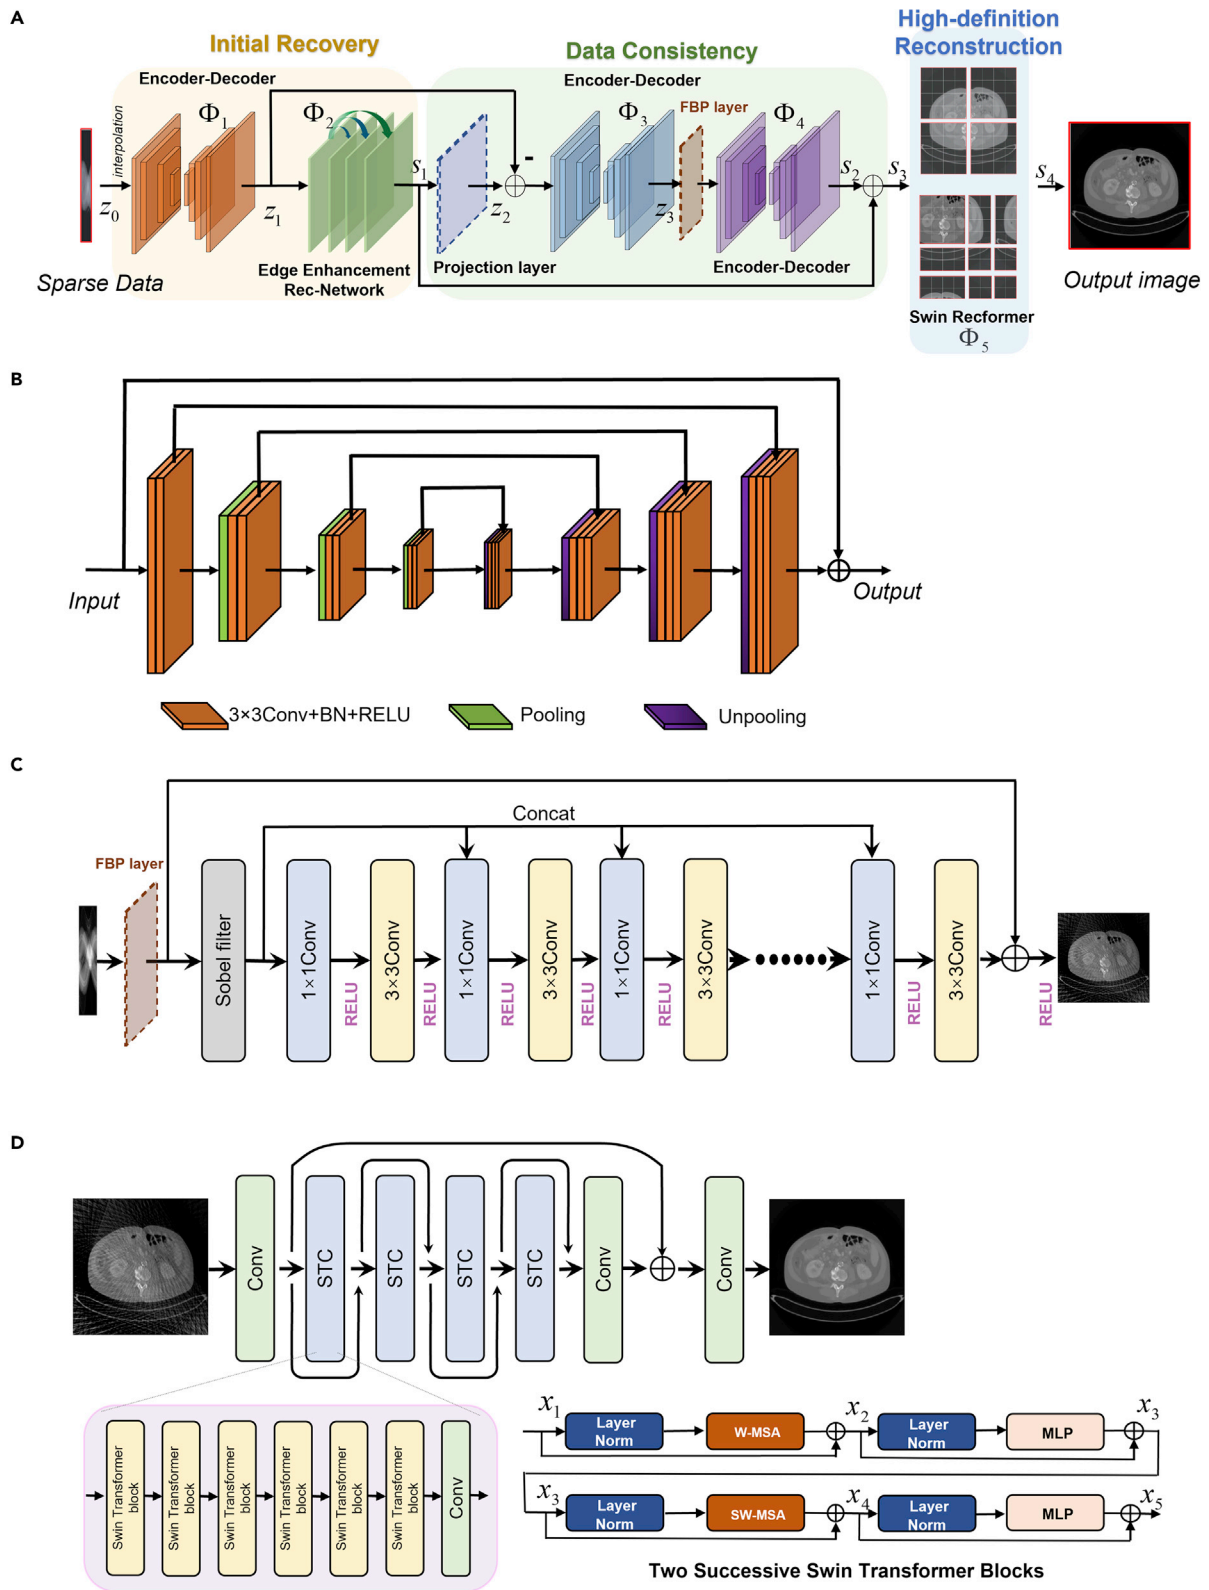 A
Initial Recovery
Data Consistency
High-definition
Reconstruction
Encoder-Decoder
Encoder-Decoder
interpolation
Φ1
Φ2
Φ3
FBP layer
Φ4
z0
z1
s1
z2
-
z3
s2
s3
s4
Sparse Data
Edge Enhancement
Rec-Network
Projection layer
Encoder-Decoder
Swin Recformer
Φ5
Output image
B
Input
Output
3×3Conv+BN+RELU
Pooling
Unpooling
C
Concat
FBP layer
Sobel filter
1×1Conv
RELU
3×3Conv
RELU
1×1Conv
RELU
3×3Conv
RELU
1×1Conv
RELU
3×3Conv
1×1Conv
RELU
3×3Conv
RELU
D
Conv
STC
STC
STC
STC
Conv
Conv
Swin Transformer block
Swin Transformer block
Swin Transformer block
Swin Transformer block
Swin Transformer block
Swin Transformer block
Conv
x1
Layer
Norm
W-MSA
x2
Layer
Norm
MLP
x3
x3
Layer
Norm
SW-MSA
x4
Layer
Norm
MLP
x5
Two Successive Swin Transformer Blocks